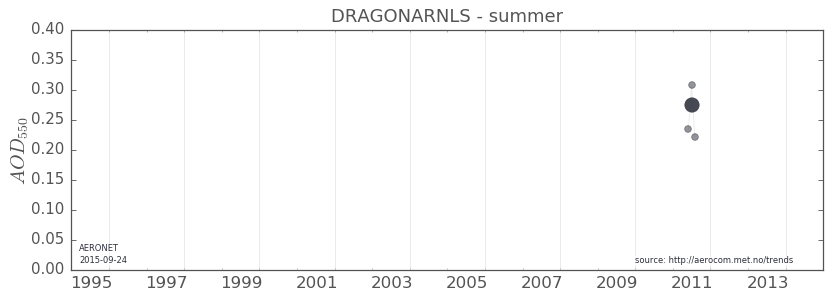 DRAGONARNLS - summer
0.40
0.35
0.30
0.25
0.20
0.15
0.10
0.05
0.00
AOD550
AERONET
2015-09-24
source: http://aerocom.met.no/trends
1995 1997 1999 2001 2003 2005 2007 2009 2011 2013